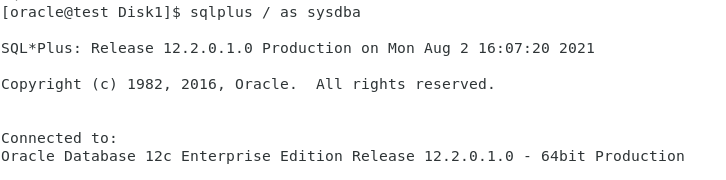 [oracle@test Disk1]$ sqlplus / as sysdba
SQL*Plus: Release 12.2.0.1.0 Production on Mon Aug 2 16:07:20 2021
Copyright (c) 1982, 2016, Oracle.  All rights reserved.
Connected to:
Oracle Database 12c Enterprise Edition Release 12.2.0.1.0 - 64bit Production